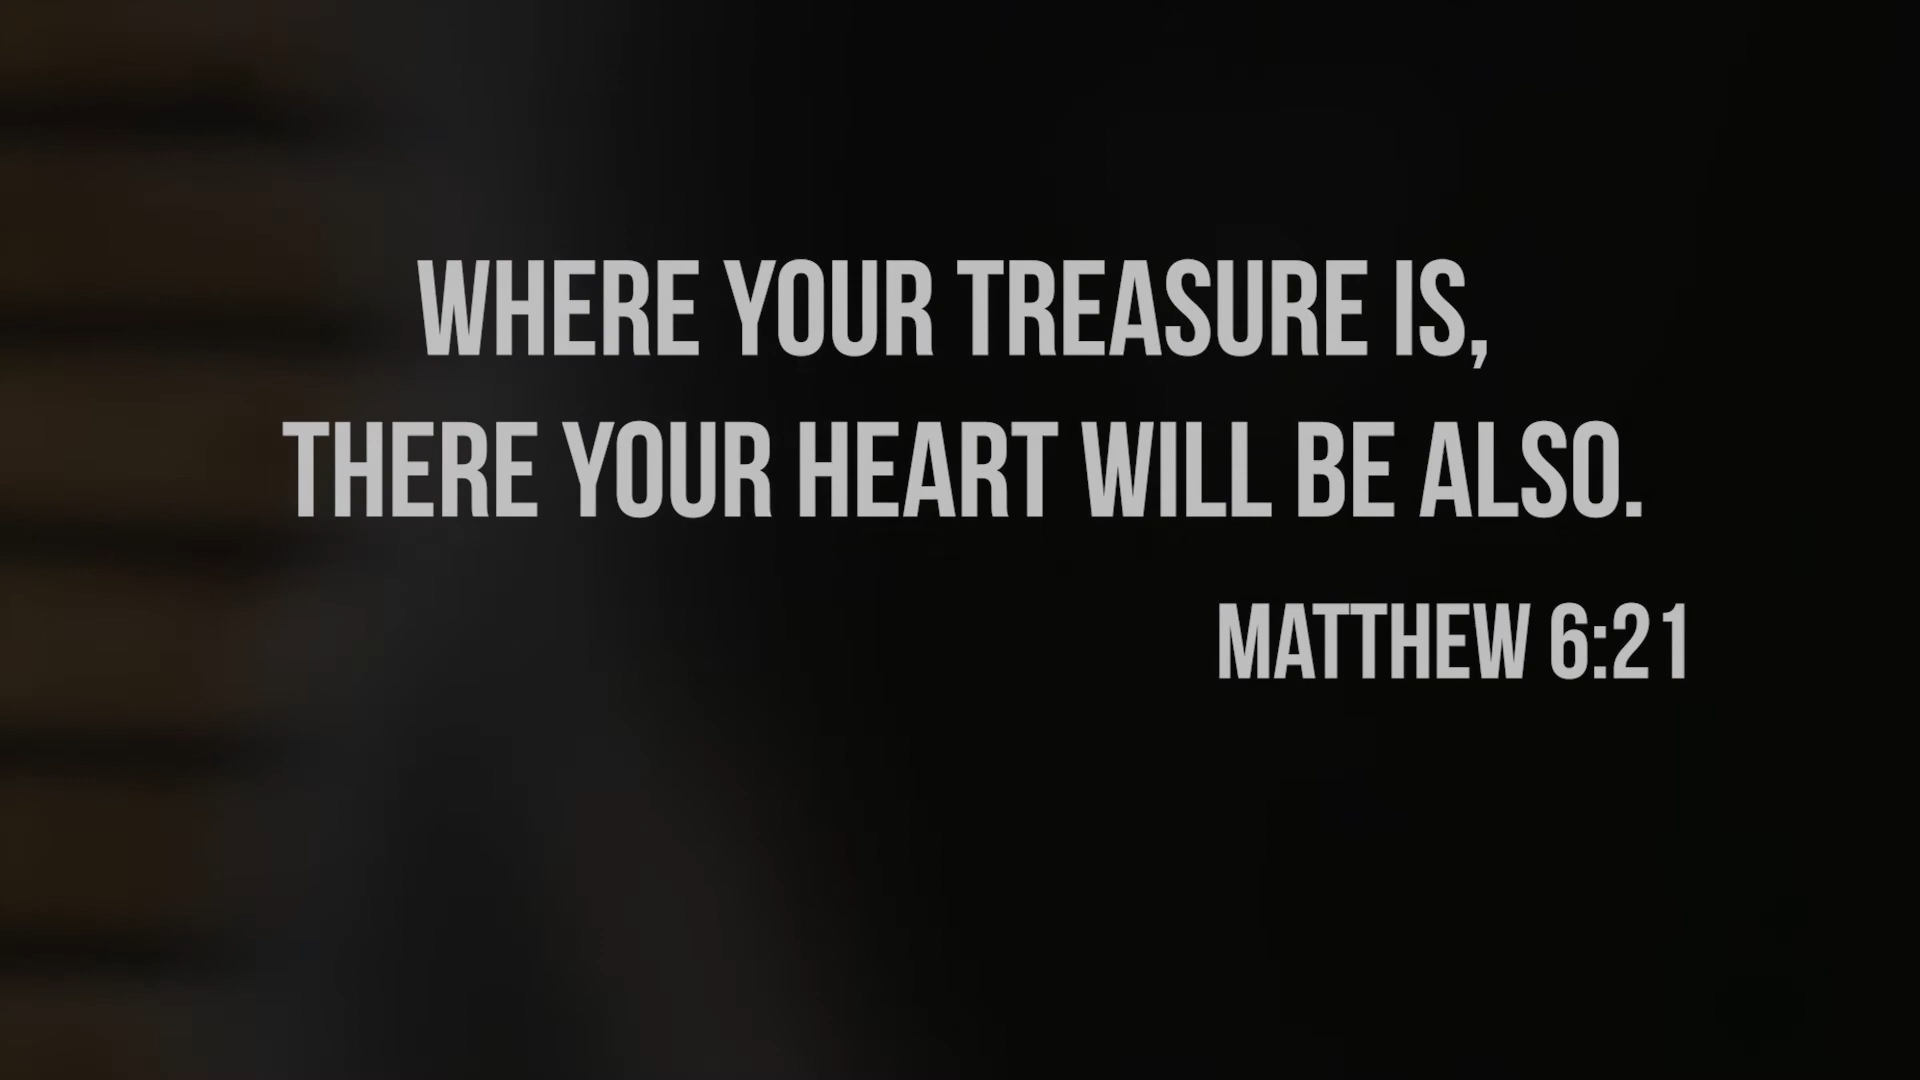 WHERE YOUR TREASURE IS,
THERE YOUR HEART WILL BE ALSO.
MATTHEW 6:21